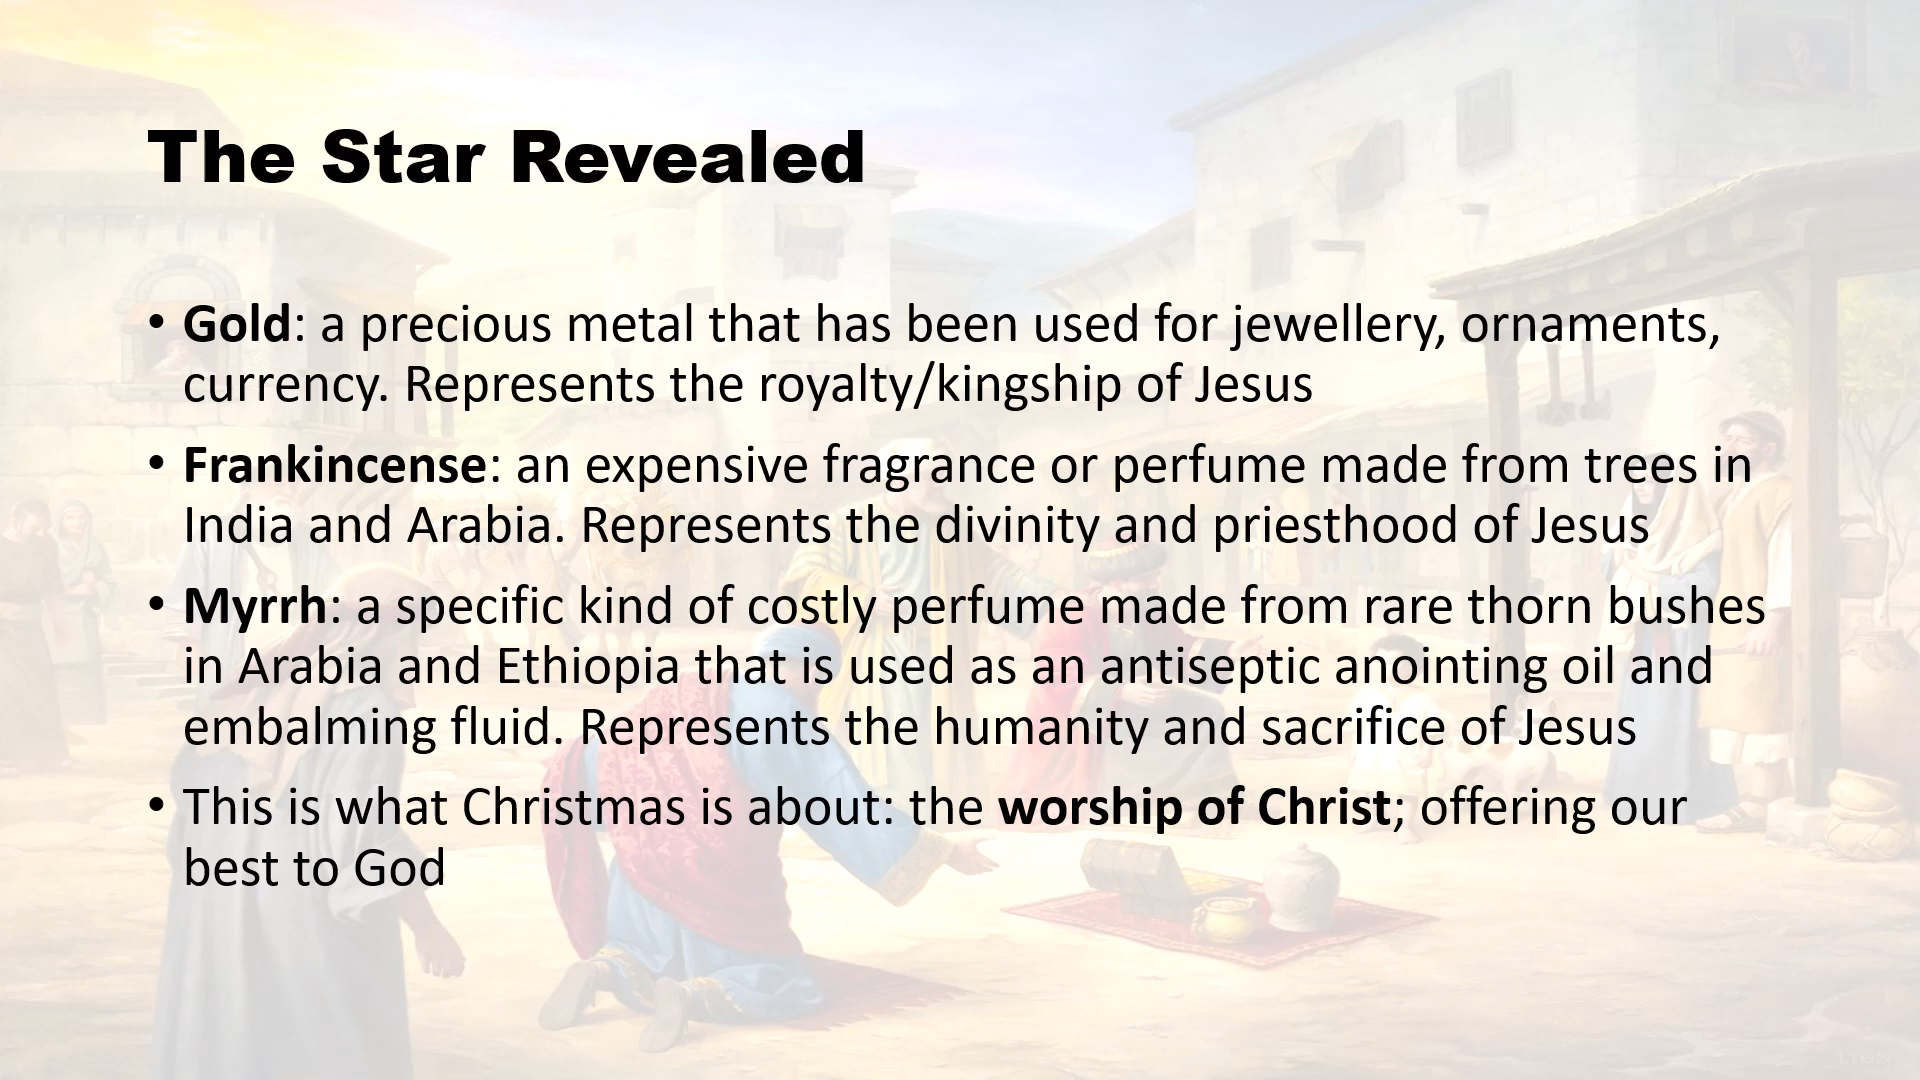 The Star Revealed
• Gold: a precious metal that has been used for jewellery, ornaments,
currency. Represents the royalty/kingship of Jesus
• Frankincense: an expensive fragrance or perfume made from trees in
India and Arabia. Represents the divinity and priesthood of Jesus
• Myrrh: a specific kind of costly perfume made from rare thorn bushes
in Arabia and Ethiopia that is used as an antiseptic anointing oil and
embalming fluid. Represents the humanity and sacrifice of Jesus
• This is what Christmas is about: the worship of Christ; offering our
best to God